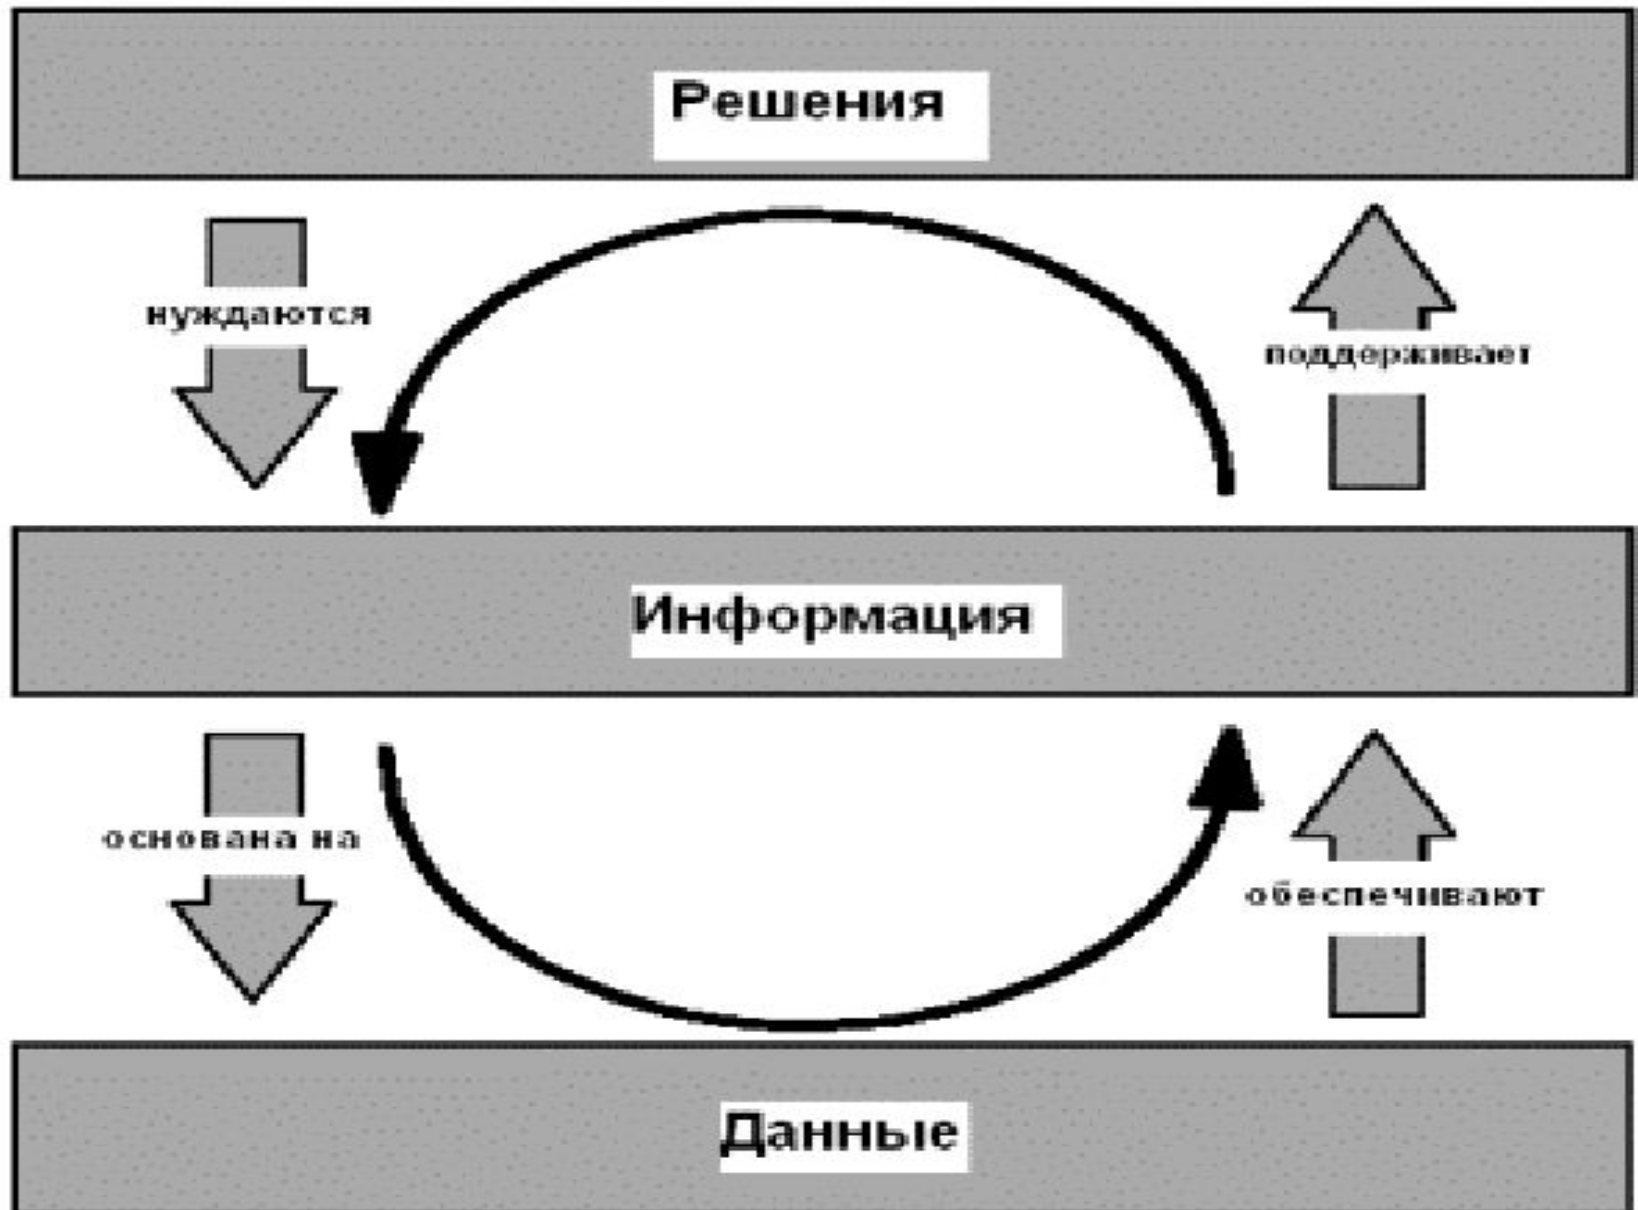 Решения
нуждаются
поддерживает
Информация
основана на
обеспечивают
Данные